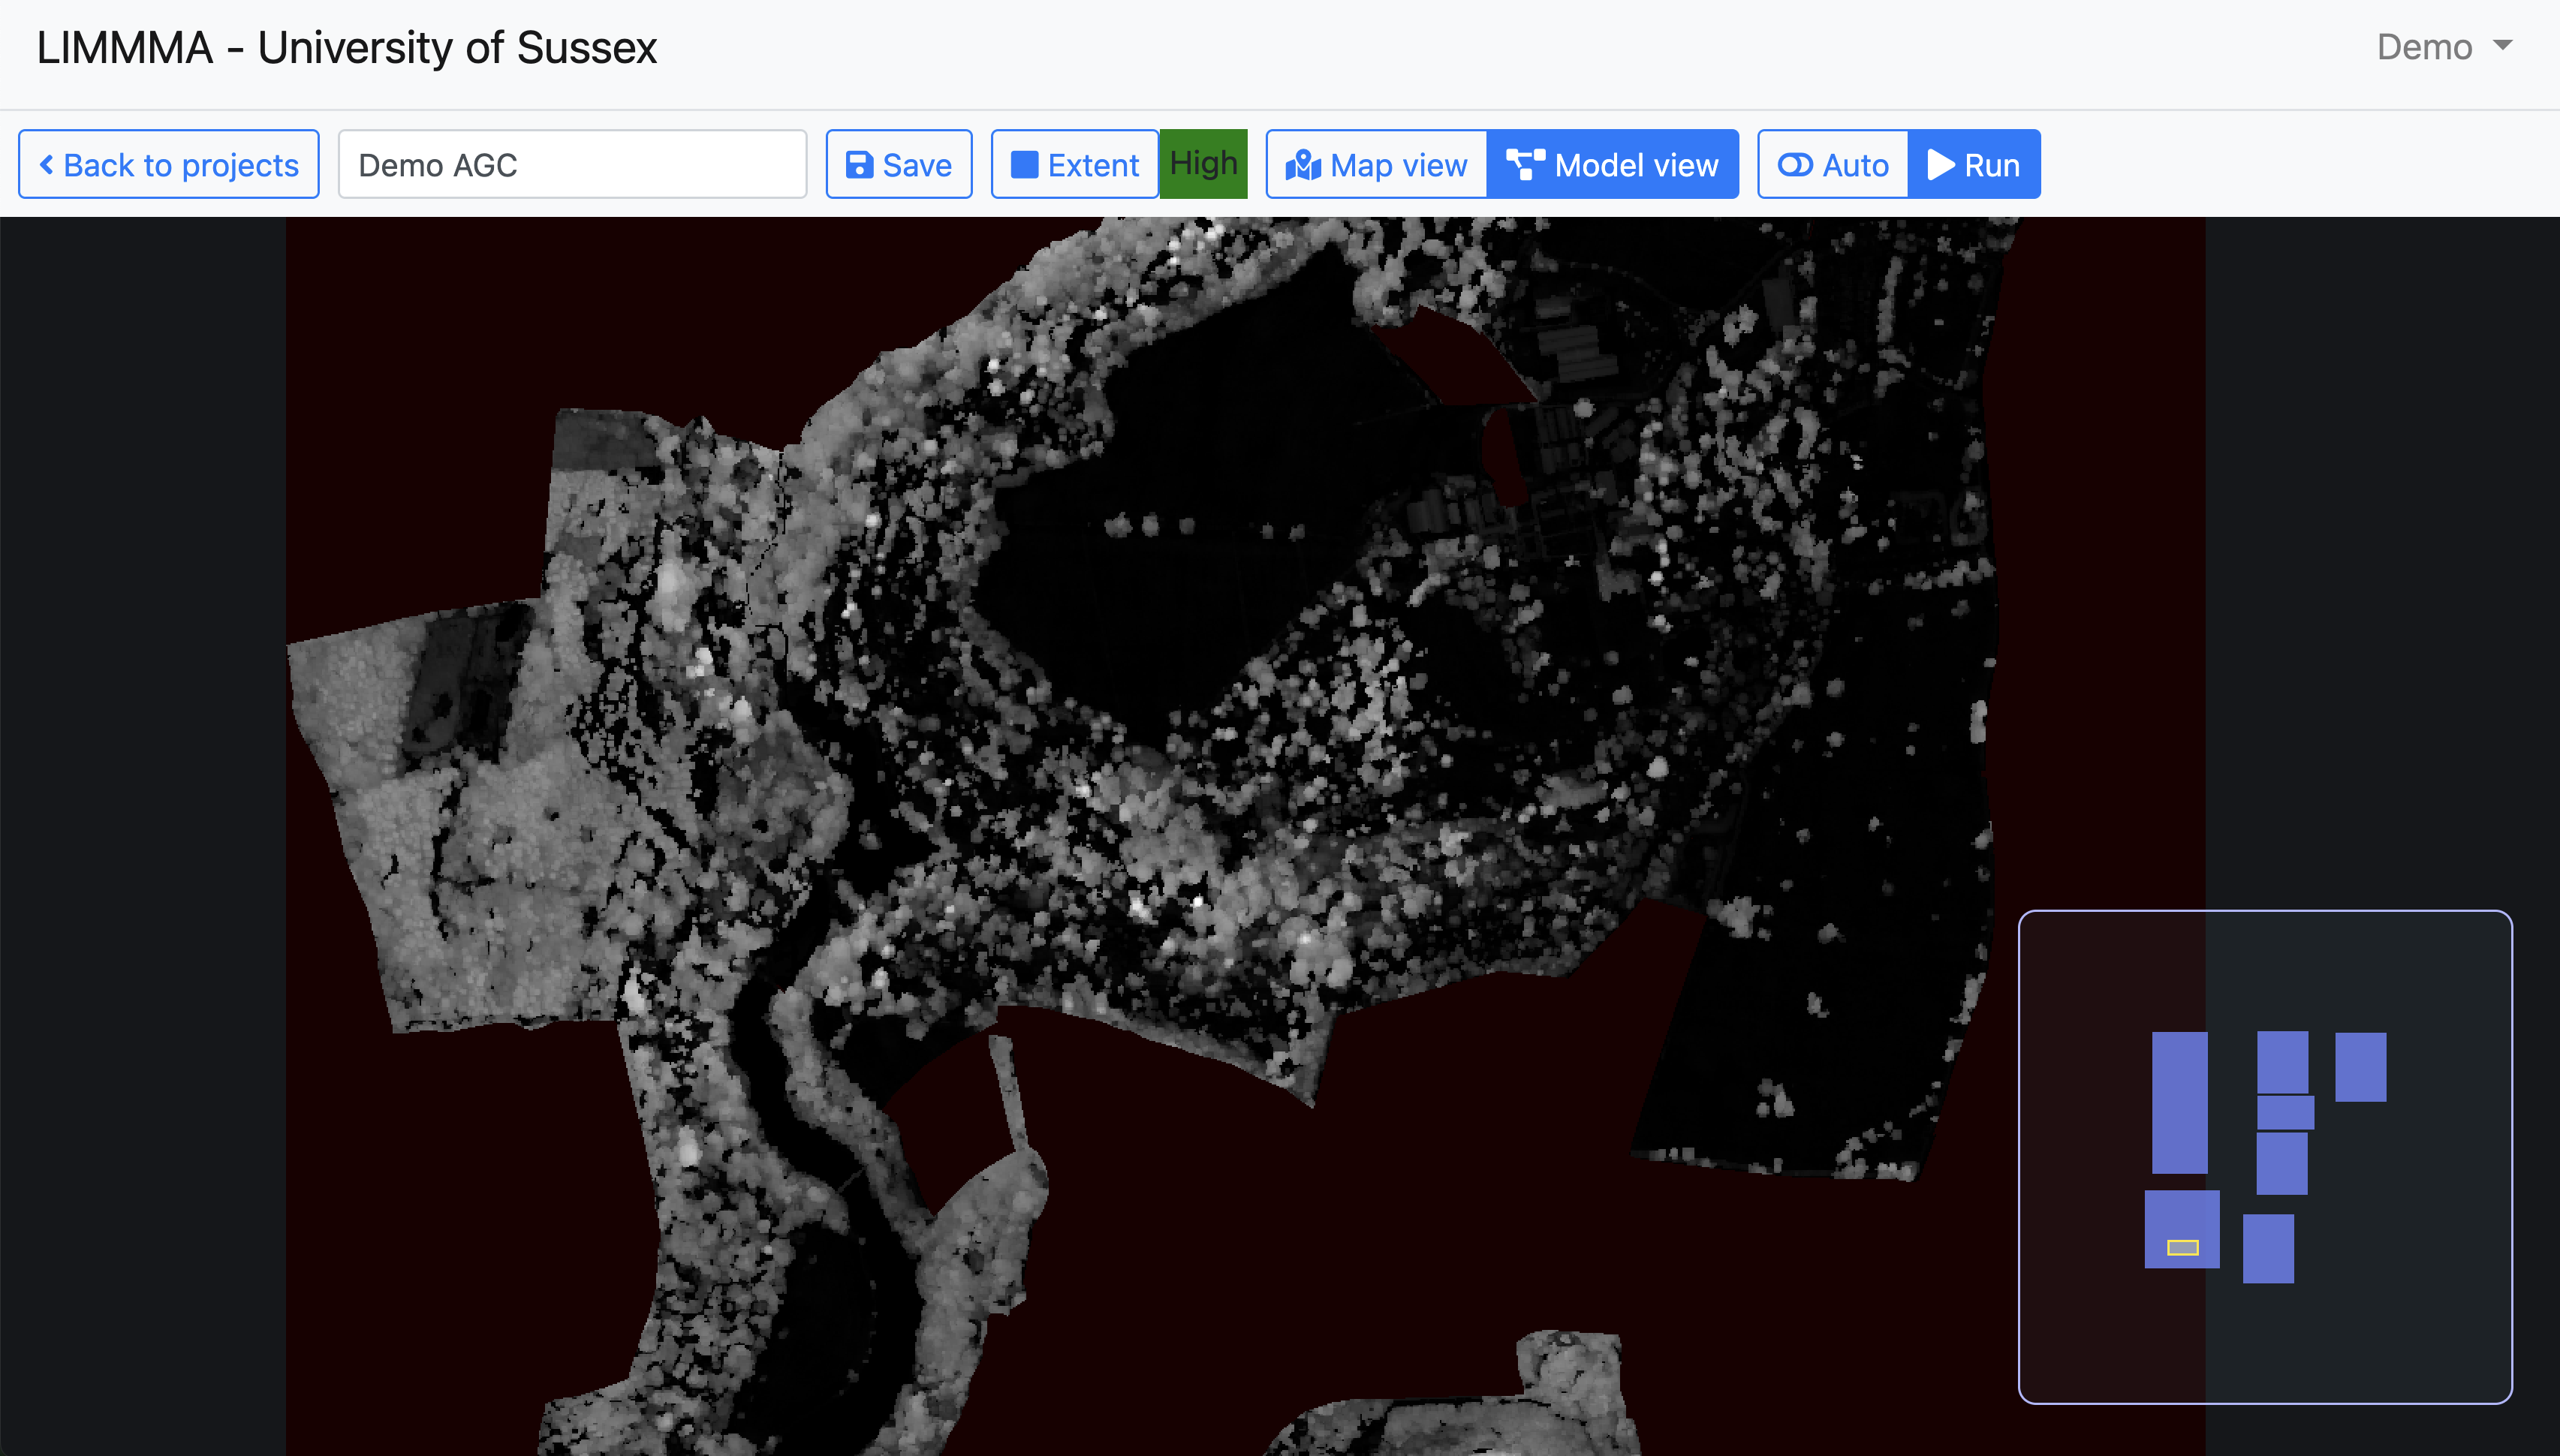 LIMMMA - University of Sussex
Demo
Back to projects
Demo AGC
Save
Extent
High
Map view
Model view
Auto
Run